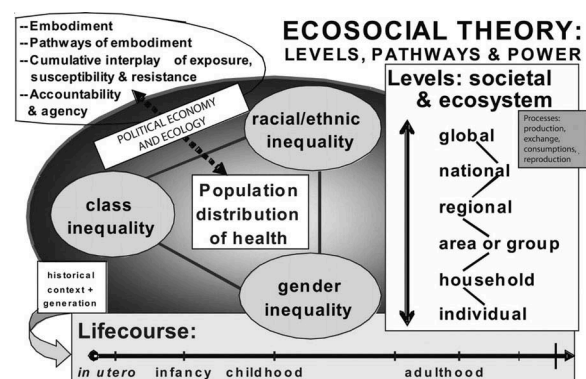 ECOSOCIAL THEORY:
LEVELS, PATHWAYS & POWER
--Embodiment
--Pathways of embodiment
--Cumulative interplay of exposure,
susceptibility & resistance
--Accountability
& agency
POLITICAL ECONOMY
AND ECOLOGY
racial/ethnic
inequality
class
inequality
Population
distribution
of health
gender
inequality
Levels: societal
& ecosystem
global
national
regional
area or group
household
individual
Processes:
production,
exchange,
consumptions,
reproduction
historical
context +
generation
Lifecourse:
in utero infancy childhood adulthood